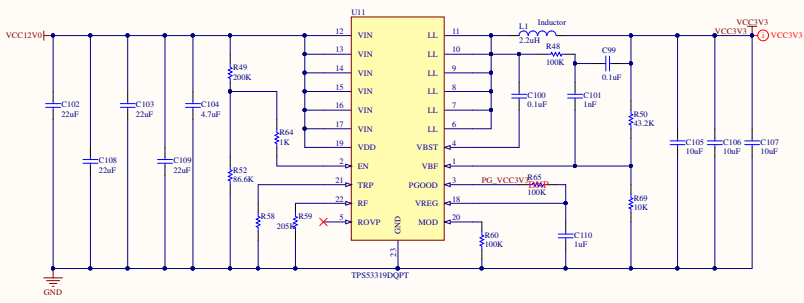 U11
VCC12V0
12 VIN
13 VIN
14 VIN
15 VIN
16 VIN
17 VIN
19 VDD
2 EN
21 TRP
22 RF
5 ROVP
LL 11
LL 10
LL 9
LL 8
LL 7
LL 6
VBST 4
VBF 1
PGOOD 3
VREG 18
MOD 20
GND
23
TPS53319DQPT
L1 Inductor
2.2uH
R48
100K
C99
0.1uF
C100
0.1uF
C101
1nF
R50
43.2K
VCC3V3
VCC3V3
VCC3V3
C102
22uF
C108
22uF
C103
22uF
C109
22uF
C104
4.7uF
R49
200K
R64
1K
R52
86.6K
R58
R59
205K
PG_VCC3V3
R65
100K
R60
100K
C110
1uF
R69
10K
C105
10uF
C106
10uF
C107
10uF
GND